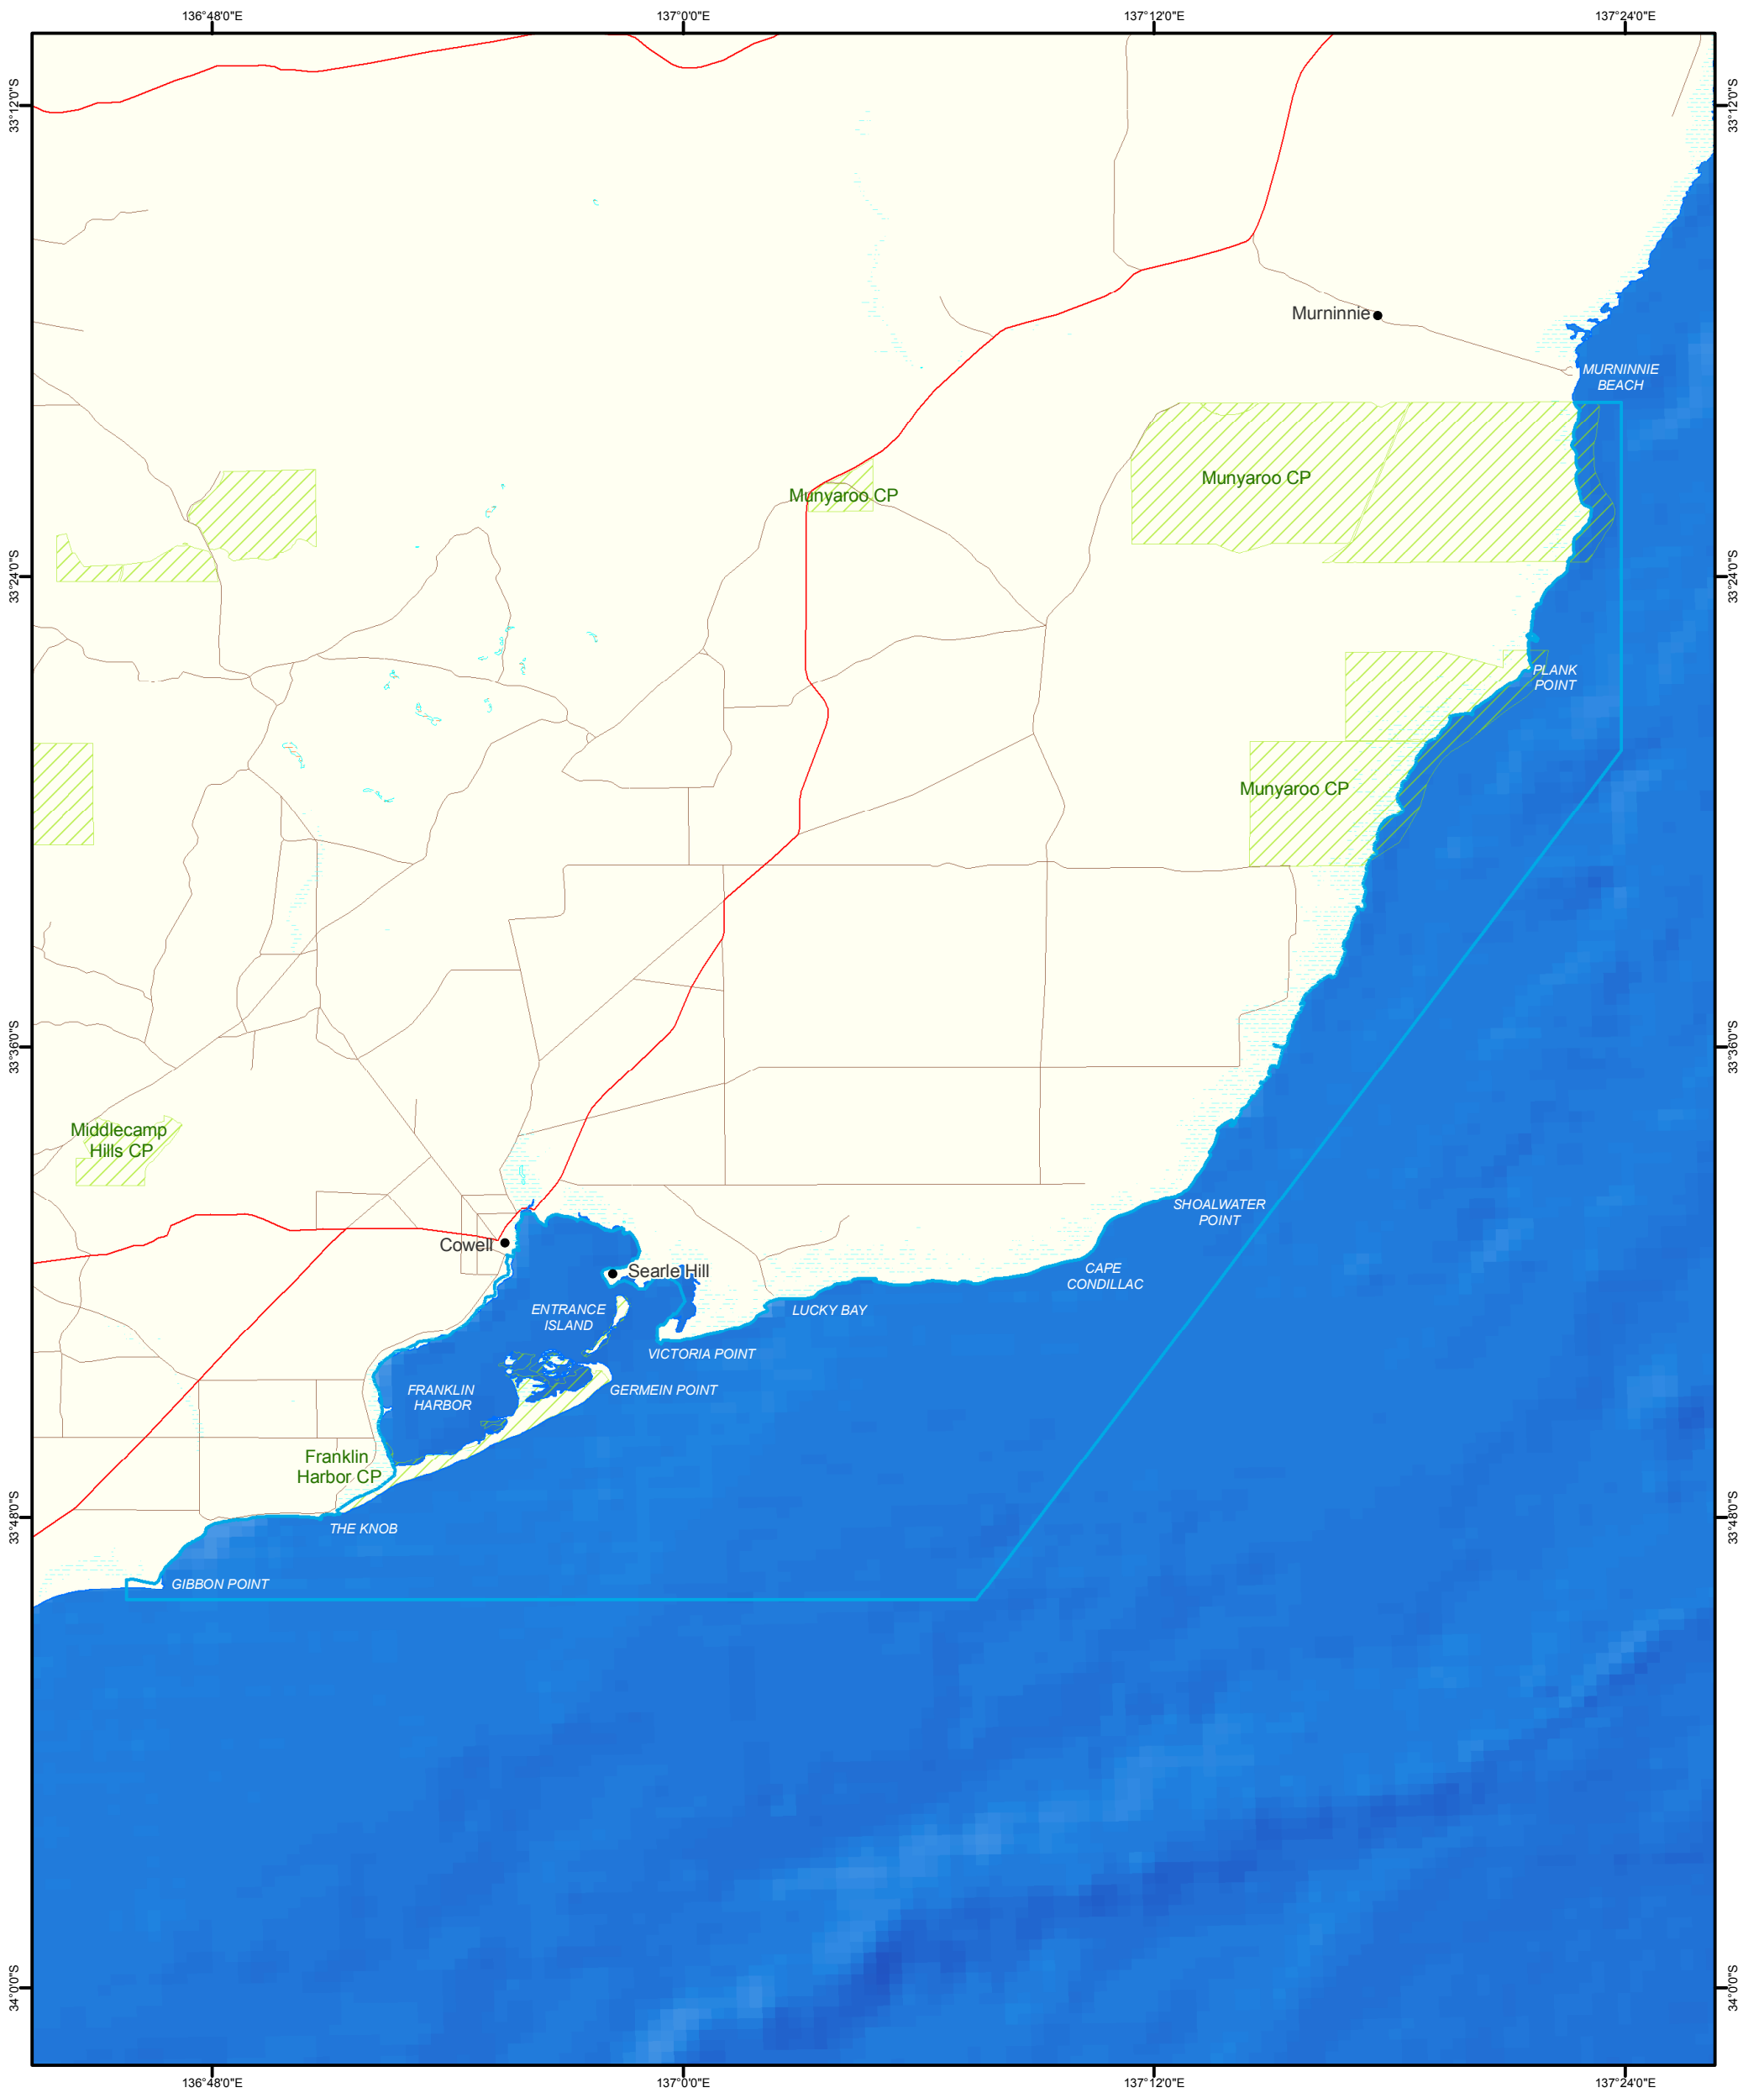 136°48'0"E
137°0'0"E
137°12'0"E
137°24'0"E
33°12'0"S
33°12'0"S
Murninnie
MURNINNIE
BEACH
Munyaroo CP
Munyaroo CP
33°24'0"S
33°24'0"S
PLANK
POINT
Munyaroo CP
33°36'0"S
33°36'0"S
Middlecamp
Hills CP
SHOALWATER
POINT
Cowell
Searle Hill
CAPE
CONDILLAC
ENTRANCE
ISLAND
LUCKY BAY
VICTORIA POINT
FRANKLIN
HARBOR
GERMEIN POINT
Franklin
Harbor CP
33°48'0"S
33°48'0"S
THE KNOB
GIBBON POINT
34°0'0"S
34°0'0"S
136°48'0"E
137°0'0"E
137°12'0"E
137°24'0"E